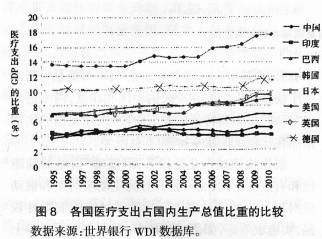 医疗支出占GDP的比重（%）
20
18
16
14
12
10
8
6
4
2
0
1995 1996 1997 1998 1999 2000 2001 2002 2003 2004 2005 2006 2007 2008 2009 2010
中国
印度
巴西
韩国
日本
美国
英国
德国
图 8 各国医疗支出占国内生产总值比重的比较
数据来源:世界银行 WDI 数据库。